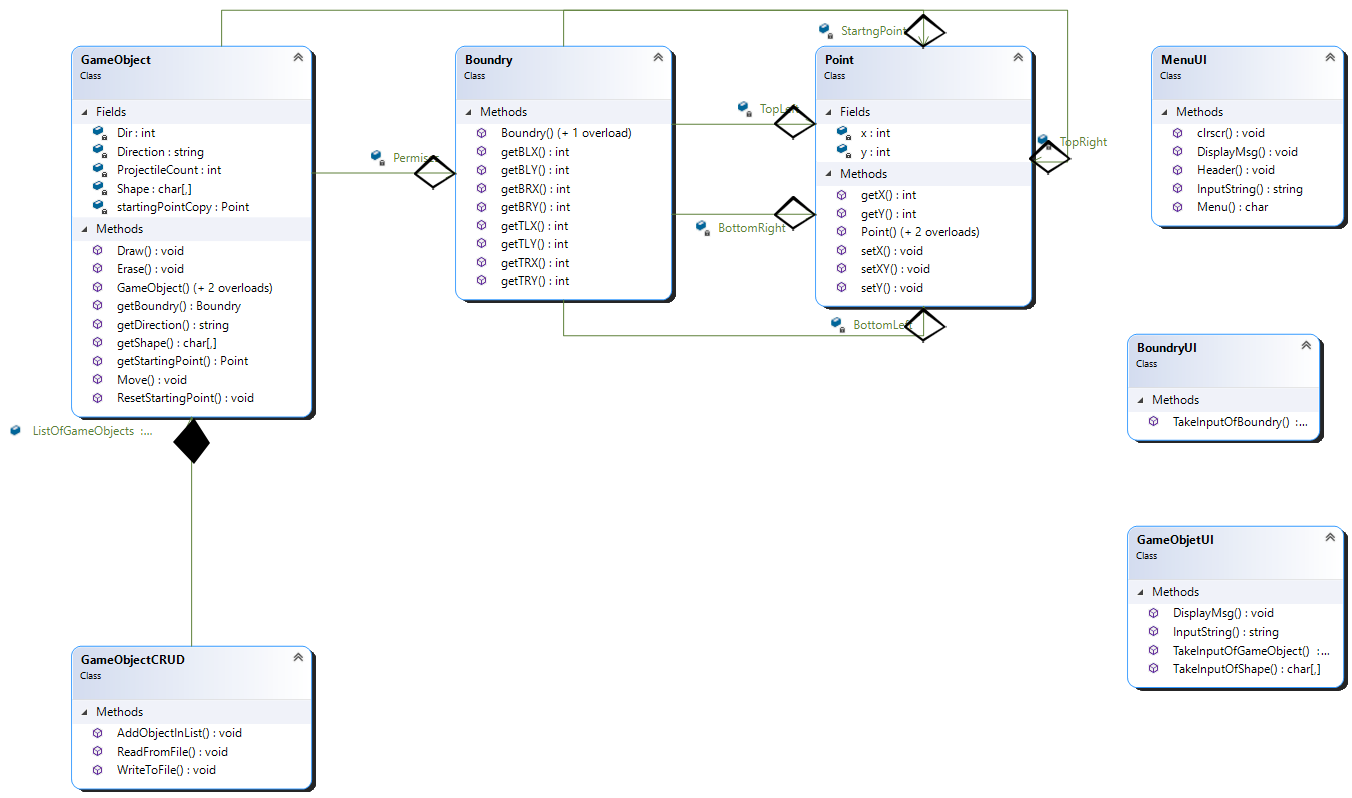 GameObject
Class
Fields
Dir : int
Direction : string
ProjectileCount : int
Shape : char[,]
startingPointCopy : Point
Methods
Draw() : void
Erase() : void
GameObject() (+ 2 overloads)
getBoundry() : Boundry
getDirection() : string
getShape() : char[,]
getStartingPoint() : Point
Move() : void
ResetStartingPoint() : void
Permises
Boundry
Class
Methods
Boundry() (+ 1 overload)
getBLX() : int
getBLY() : int
getBRX() : int
getBRY() : int
getTLX() : int
getTLY() : int
getTRX() : int
getTRY() : int
StartngPoint
TopLeft
BottomRight
BottomLeft
TopRight
Point
Class
Fields
x : int
y : int
Methods
getX() : int
getY() : int
Point() (+ 2 overloads)
setX() : void
setXY() : void
setY() : void
MenuUI
Class
Methods
clrscr() : void
DisplayMsg() : void
Header() : void
InputString() : string
Menu() : char
BoundryUI
Class
Methods
TakeInputOfBoundry() :...
ListOfGameObjects :...
GameObjetUI
Class
Methods
DisplayMsg() : void
InputString() : string
TakeInputOfGameObject() :...
TakeInputOfShape() : char[,]
GameObjectCRUD
Class
Methods
AddObjectInList() : void
ReadFromFile() : void
WriteToFile() : void